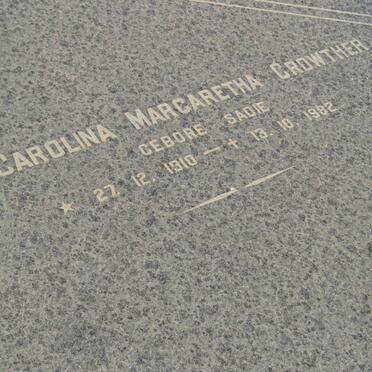 CAROLINA MARGARETHA CROWTHER
GEBORE SADIE
★ 27. 12. 1910 — † 13. 10. 1982